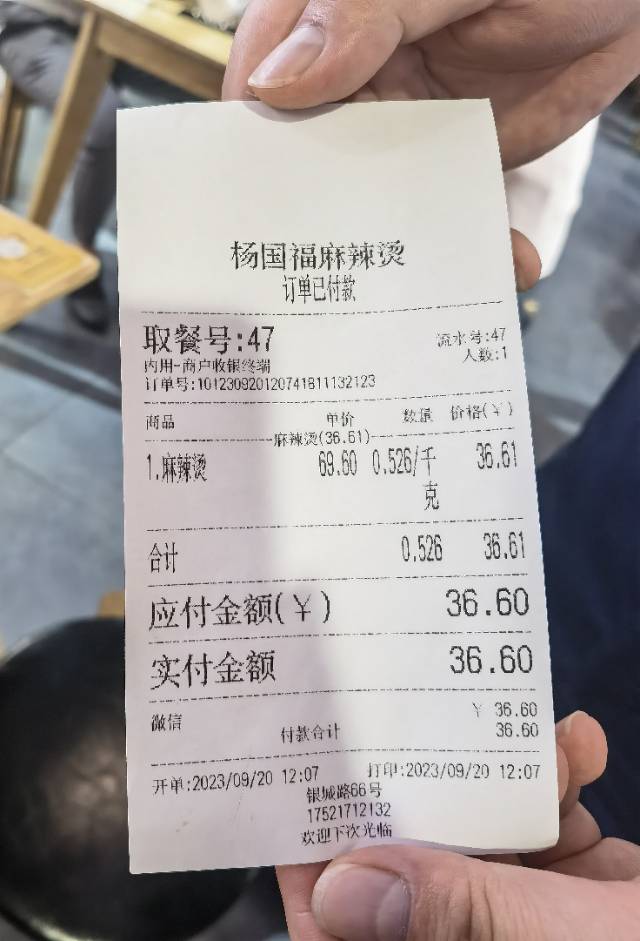 杨国福麻辣烫
订单已付款
取餐号:47
流水号:47
内用-商户收银终端
人数:1
订单号:101230920120741811132123
商品 单价 数量 价格(¥)
麻辣烫(36.61)
1.麻辣烫 69.60 0.526/千克 36.61
合计 0.526 36.61
应付金额(¥) 36.60
实付金额 36.60
微信 ¥ 36.60
付款合计 36.60
开单:2023/09/20 12:07 打印:2023/09/20 12:07
银城路66号
17521712132
欢迎下次光临